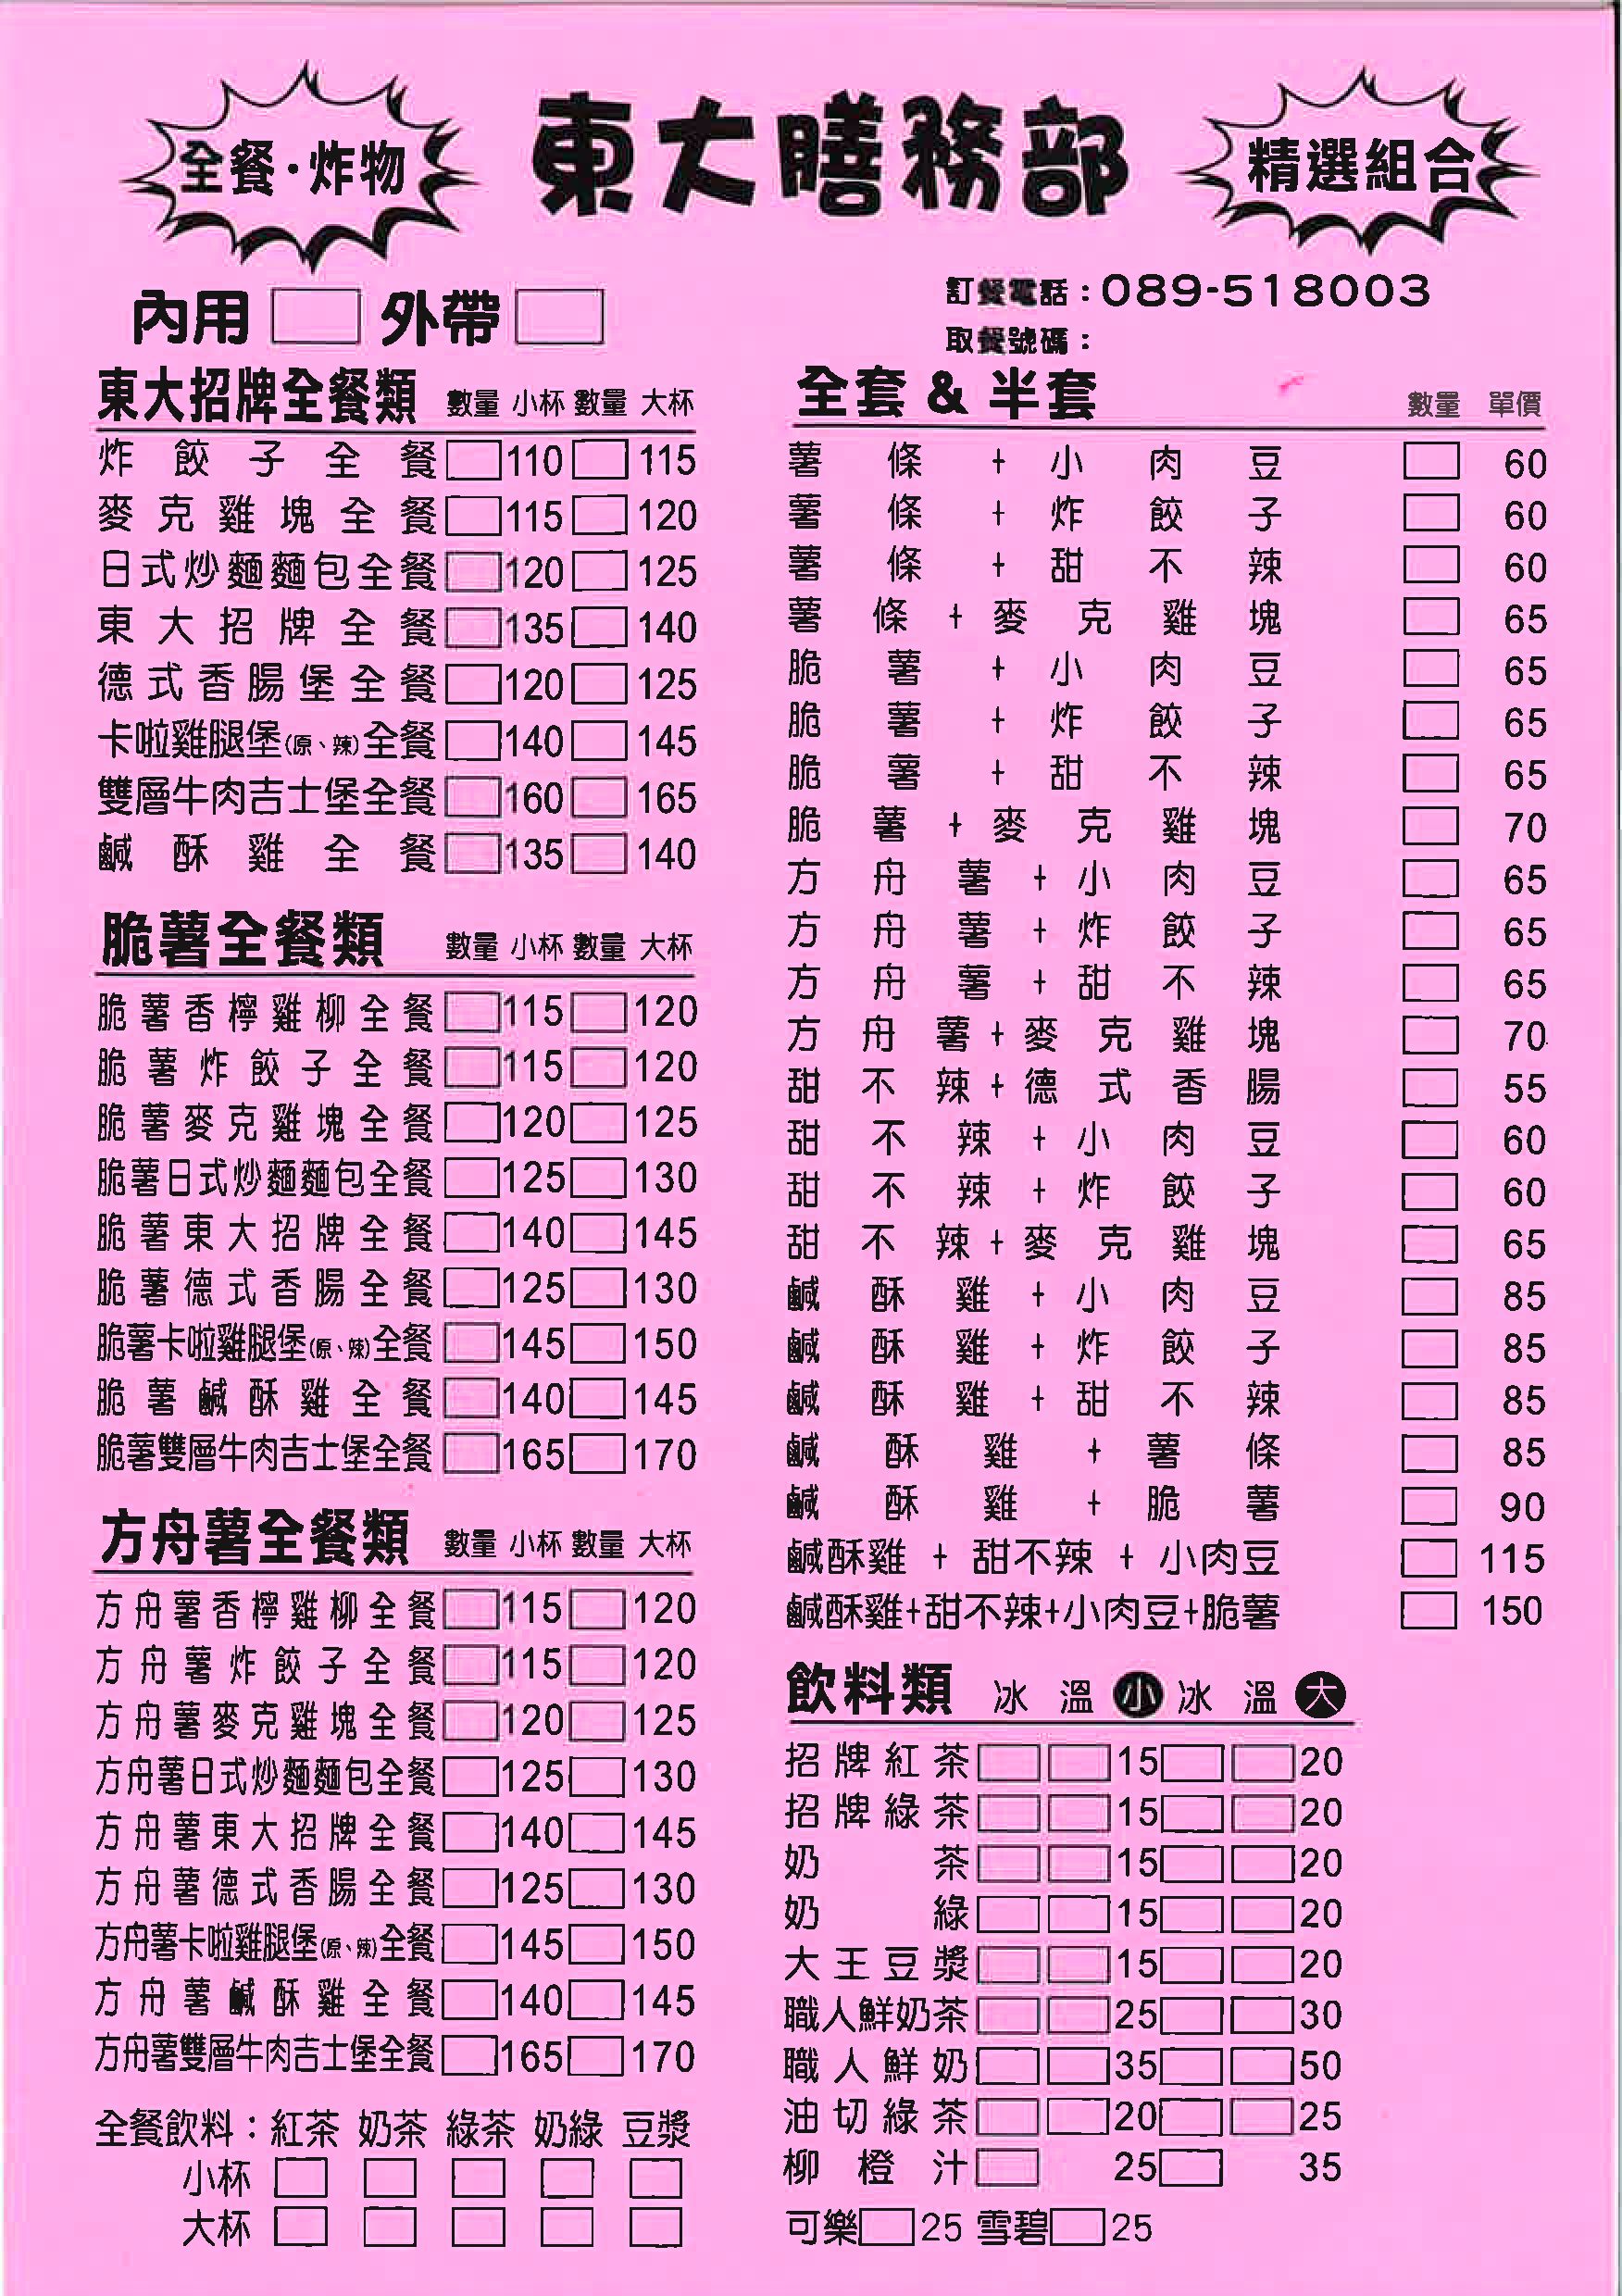 全餐·炸物
東大膳務部
精選組合
內用 外帶
訂餐電話：089-518003
取餐號碼：
東大招牌全餐類 數量 小杯 數量 大杯
炸餃子全餐 110 115
麥克雞塊全餐 115 120
日式炒麵麵包全餐 120 125
東大招牌全餐 135 140
德式香腸堡全餐 120 125
卡啦雞腿堡(原、辣)全餐 140 145
雙層牛肉吉士堡全餐 160 165
鹹酥雞全餐 135 140
脆薯全餐類 數量 小杯 數量 大杯
脆薯香檸雞柳全餐 115 120
脆薯炸餃子全餐 115 120
脆薯麥克雞塊全餐 120 125
脆薯日式炒麵麵包全餐 125 130
脆薯東大招牌全餐 140 145
脆薯德式香腸全餐 125 130
脆薯卡啦雞腿堡(原、辣)全餐 145 150
脆薯鹹酥雞全餐 140 145
脆薯雙層牛肉吉士堡全餐 165 170
方舟薯全餐類 數量 小杯 數量 大杯
方舟薯香檸雞柳全餐 115 120
方舟薯炸餃子全餐 115 120
方舟薯麥克雞塊全餐 120 125
方舟薯日式炒麵麵包全餐 125 130
方舟薯東大招牌全餐 140 145
方舟薯德式香腸全餐 125 130
方舟薯卡啦雞腿堡(原、辣)全餐 145 150
方舟薯鹹酥雞全餐 140 145
方舟薯雙層牛肉吉士堡全餐 165 170
全餐飲料：紅茶 奶茶 綠茶 奶綠 豆漿
小杯
大杯
全套 & 半套 數量 單價
薯條+小肉豆 60
薯條+炸餃子 60
薯條+甜不辣 60
薯條+麥克雞塊 65
脆薯+小肉豆 65
脆薯+炸餃子 65
脆薯+甜不辣 65
脆薯+麥克雞塊 70
方舟薯+小肉豆 65
方舟薯+炸餃子 65
方舟薯+甜不辣 65
方舟薯+麥克雞塊 70
甜不辣+德式香腸 55
甜不辣+小肉豆 60
甜不辣+炸餃子 60
甜不辣+麥克雞塊 65
鹹酥雞+小肉豆 85
鹹酥雞+炸餃子 85
鹹酥雞+甜不辣 85
鹹酥雞+薯條 85
鹹酥雞+脆薯 90
鹹酥雞 + 甜不辣 + 小肉豆 115
鹹酥雞+甜不辣+小肉豆+脆薯 150
飲料類 冰 溫 小 冰 溫 大
招牌紅茶 15 20
招牌綠茶 15 20
奶茶 15 20
奶綠 15 20
大王豆漿 15 20
職人鮮奶茶 25 30
職人鮮奶 35 50
油切綠茶 20 25
柳橙汁 25 35
可樂 25 雪碧 25